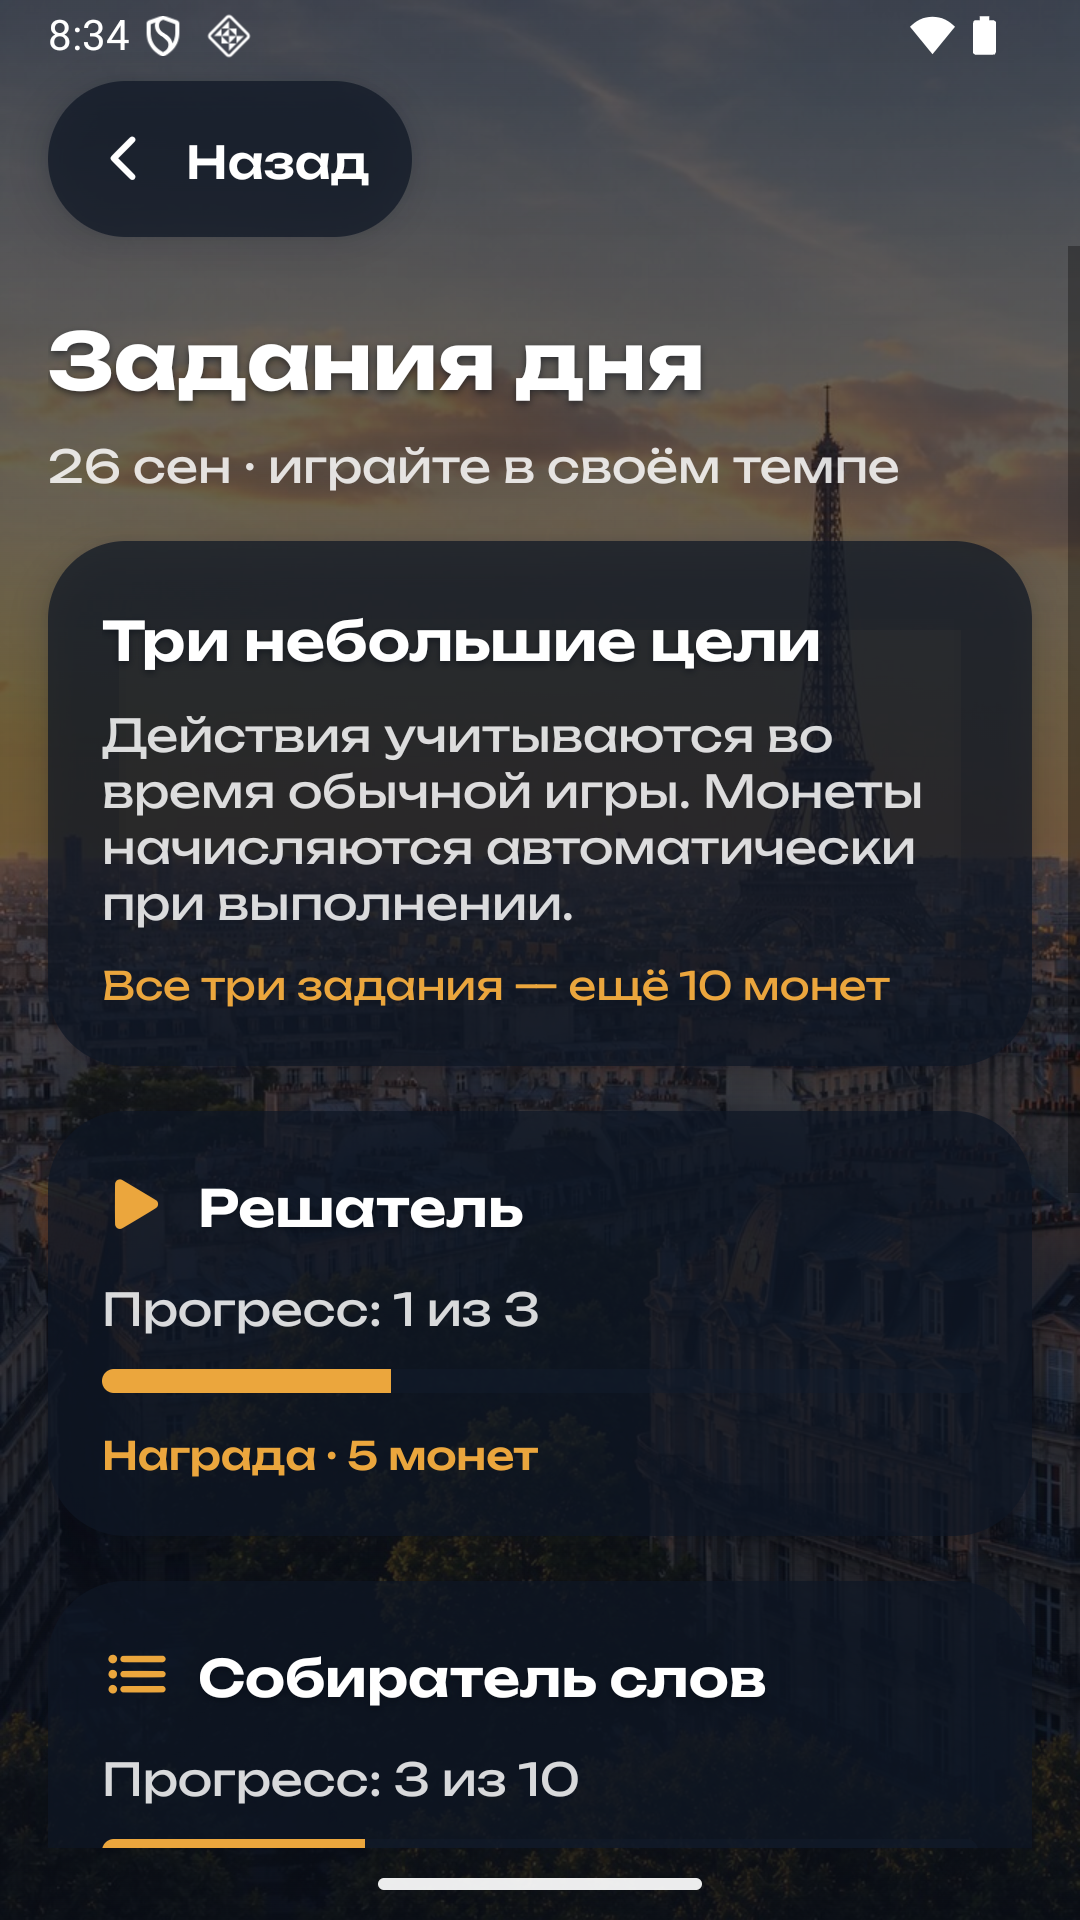 8:34
Назад
Задания дня
26 сен · играйте в своём темпе
Три небольшие цели
Действия учитываются во
время обычной игры. Монеты
начисляются автоматически
при выполнении.
Все три задания — ещё 10 монет
Решатель
Прогресс: 1 из 3
Награда · 5 монет
Собиратель слов
Прогресс: 3 из 10